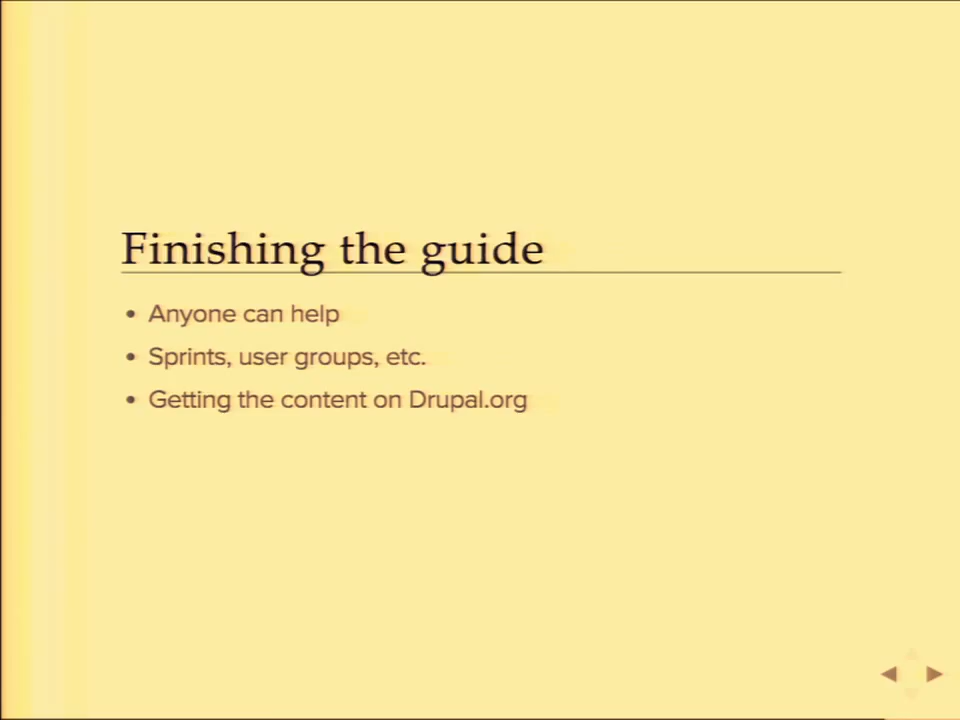 Finishing the guide
• Anyone can help
• Sprints, user groups, etc.
• Getting the content on Drupal.org